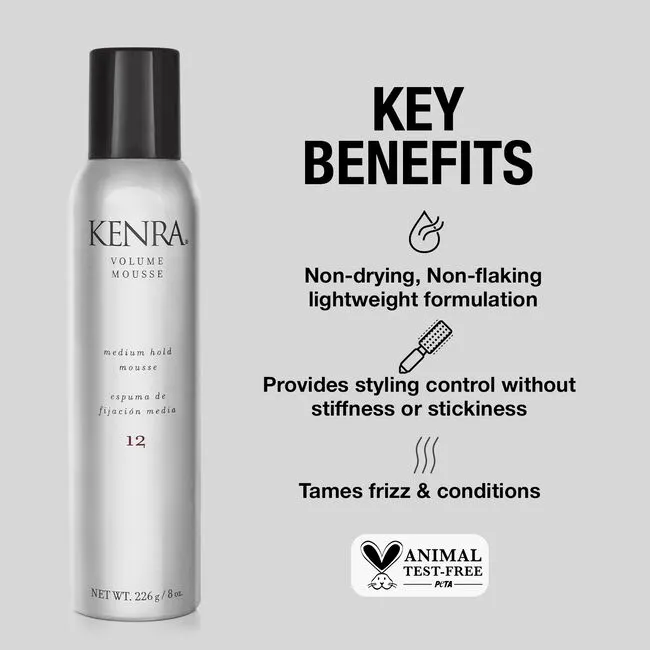 KENRA®
VOLUME
MOUSSE
medium hold
mousse
espuma de
fijación media
12
NET WT. 226 g / 8 oz.
KEY
BENEFITS
Non-drying, Non-flaking
lightweight formulation
Provides styling control without
stiffness or stickiness
Tames frizz & conditions
ANIMAL
TEST-FREE
PETA